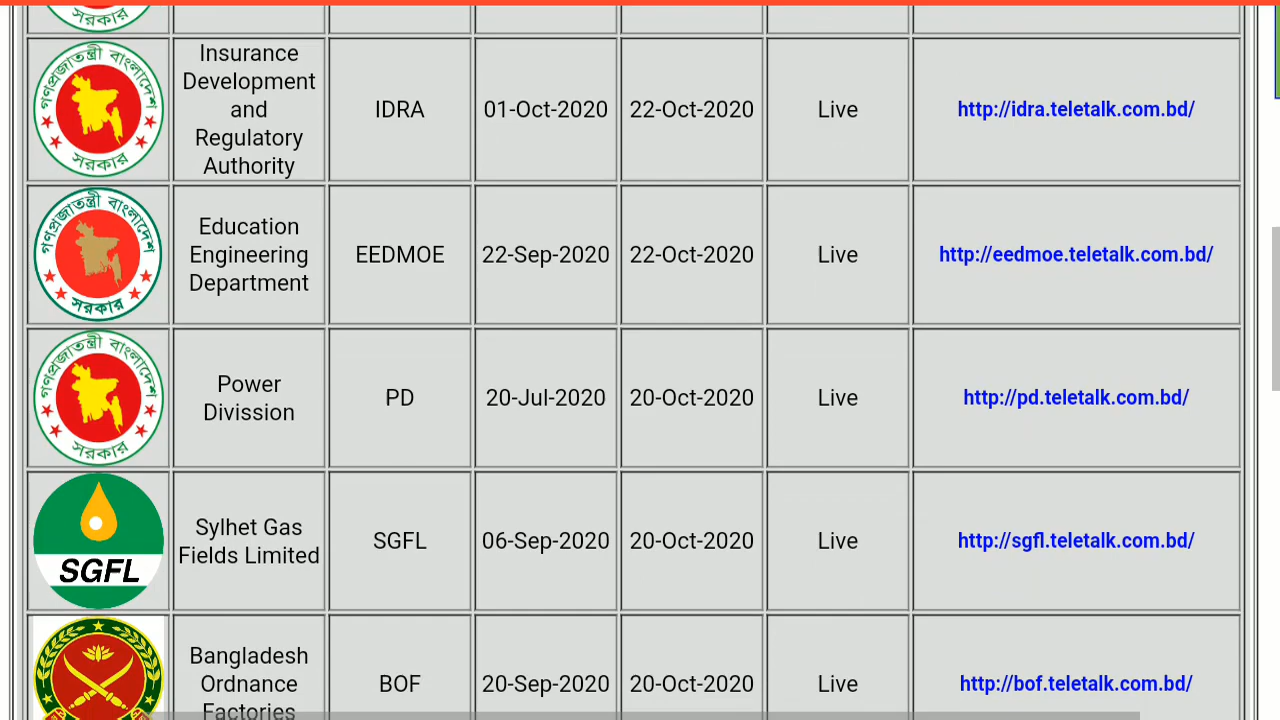 সরকার
গণপ্রজাতন্ত্রী বাংলাদেশ
সরকার
Insurance
Development
and
Regulatory
Authority
IDRA
01-Oct-2020
22-Oct-2020
Live
http://idra.teletalk.com.bd/
গণপ্রজাতন্ত্রী বাংলাদেশ
সরকার
Education
Engineering
Department
EEDMOE
22-Sep-2020
22-Oct-2020
Live
http://eedmoe.teletalk.com.bd/
গণপ্রজাতন্ত্রী বাংলাদেশ
সরকার
Power
Divission
PD
20-Jul-2020
20-Oct-2020
Live
http://pd.teletalk.com.bd/
SGFL
Sylhet Gas
Fields Limited
SGFL
06-Sep-2020
20-Oct-2020
Live
http://sgfl.teletalk.com.bd/
Bangladesh
Ordnance
Factories
BOF
20-Sep-2020
20-Oct-2020
Live
http://bof.teletalk.com.bd/